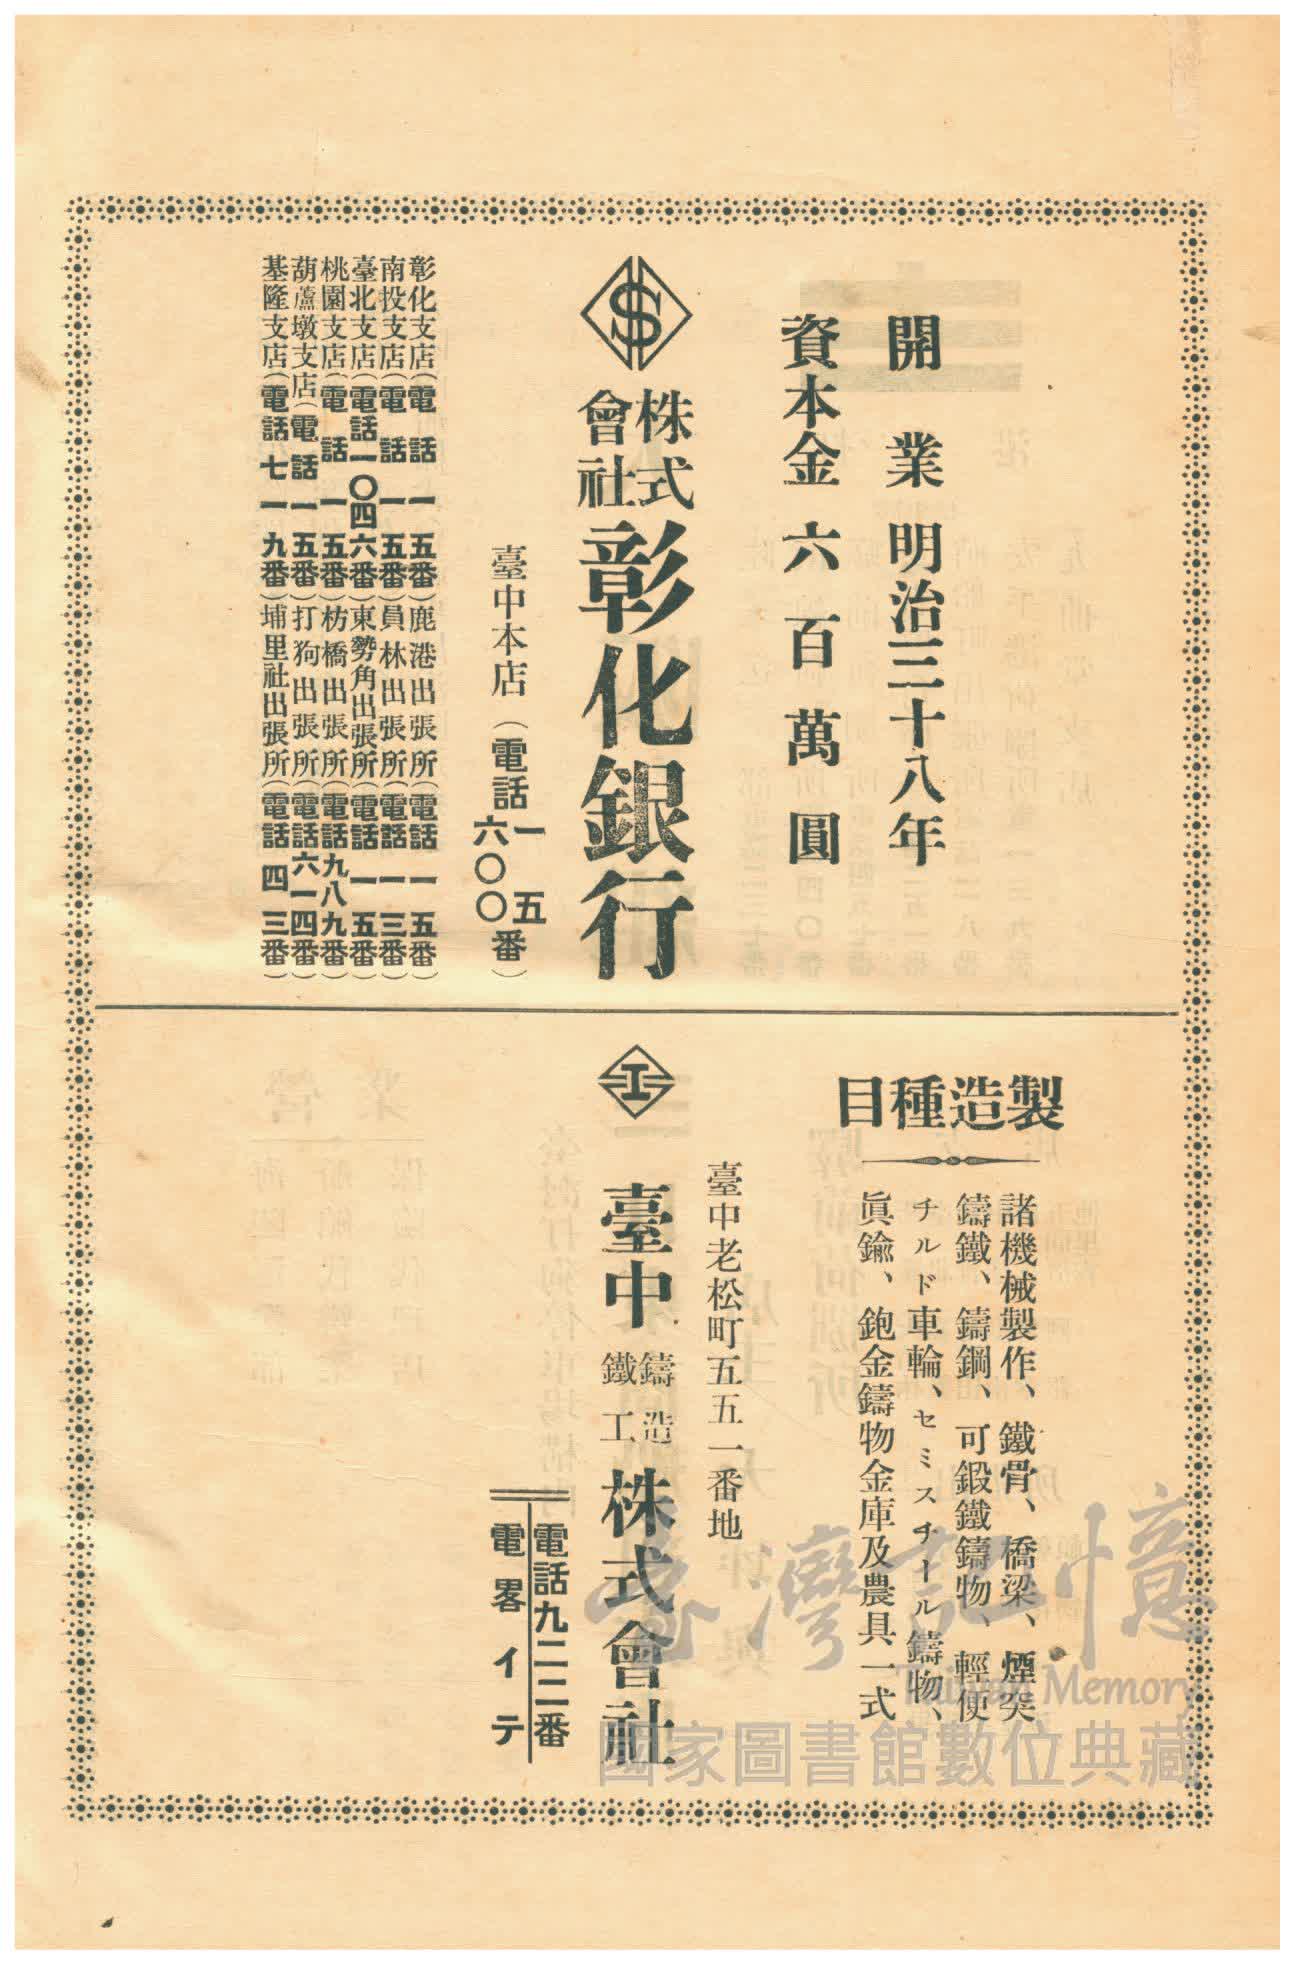 開業 明治三十八年
資本金 六百萬圓
株式會社 彰化銀行
臺中本店（電話一五六〇〇番）
彰化支店（電話一五番）鹿港出張所（電話一五番）
南投支店（電話一五番）員林出張所（電話一三番）
臺北支店（電話一〇四六番）東勢角出張所（電話一五番）
桃園支店（電話一五番）枋橋出張所（電話九八九番）
葫蘆墩支店（電話一五番）打狗出張所（電話六一四番）
基隆支店（電話七一九番）埔里社出張所（電話四三番）
製造種目
諸機械製作、鐵骨、橋梁、煙突
鑄鐵、鑄鋼、可鍛鐵鑄物、輕便
チルド車輪、セミスチール鑄物、
眞鍮、砲金鑄物金庫及農具一式
臺中老松町五五一番地
工
臺中鑄造鐵工株式會社
電話九二二番
電畧イテ
臺灣記憶
Taiwan Memory
國家圖書館數位典藏